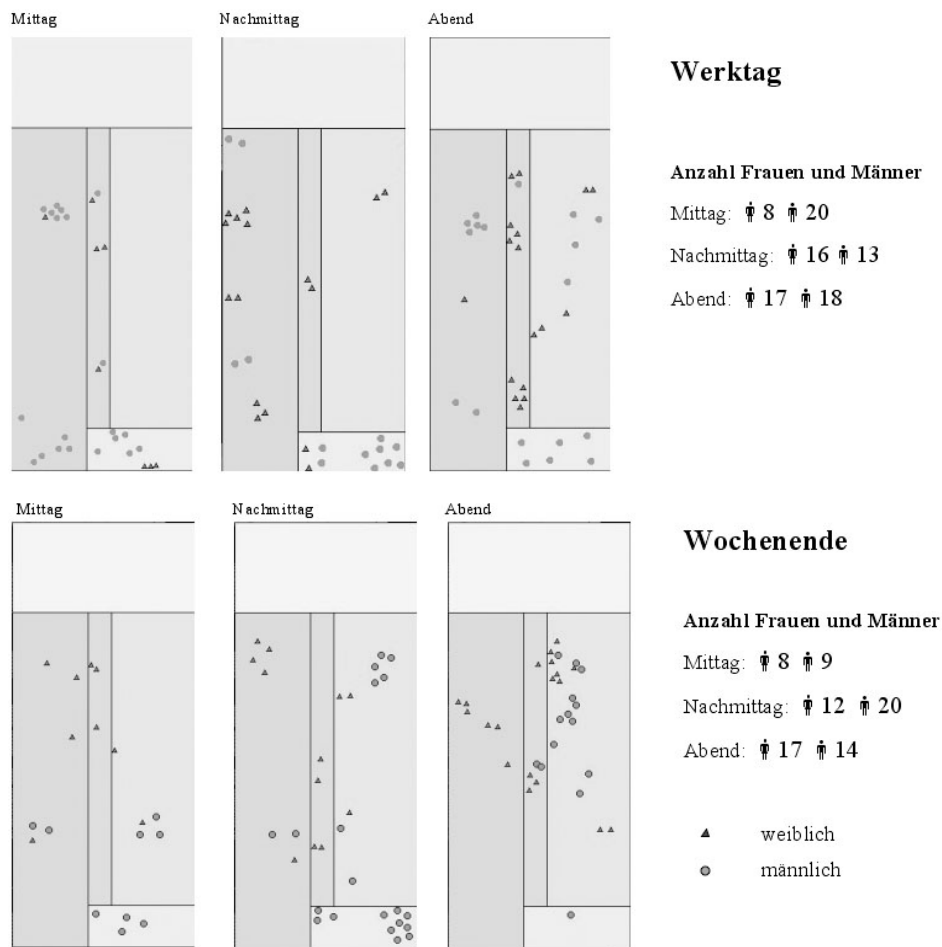 Mittag
Nachmittag
Abend
Werktag
Anzahl Frauen und Männer
Mittag: 8 20
Nachmittag: 16 13
Abend: 17 18
Mittag
Nachmittag
Abend
Wochenende
Anzahl Frauen und Männer
Mittag: 8 9
Nachmittag: 12 20
Abend: 17 14
weiblich
männlich